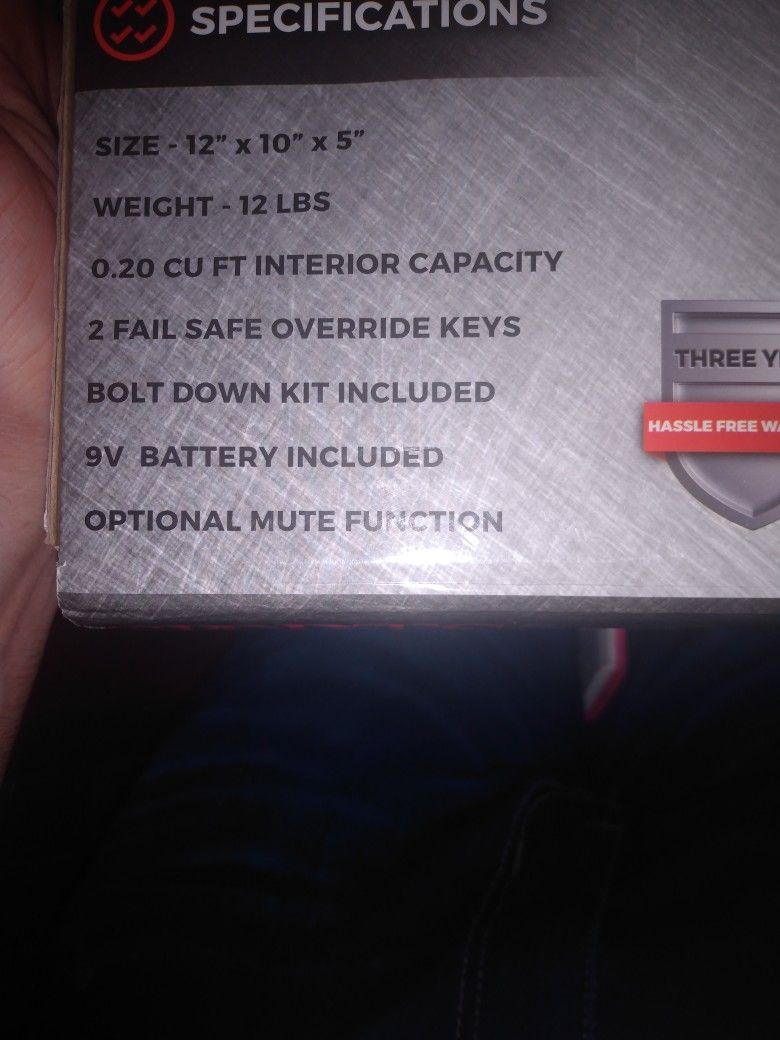 SPECIFICATIONS
SIZE - 12” x 10” x 5”
WEIGHT - 12 LBS
0.20 CU FT INTERIOR CAPACITY
2 FAIL SAFE OVERRIDE KEYS
BOLT DOWN KIT INCLUDED
9V BATTERY INCLUDED
OPTIONAL MUTE FUNCTION
THREE
HASSLE FREE